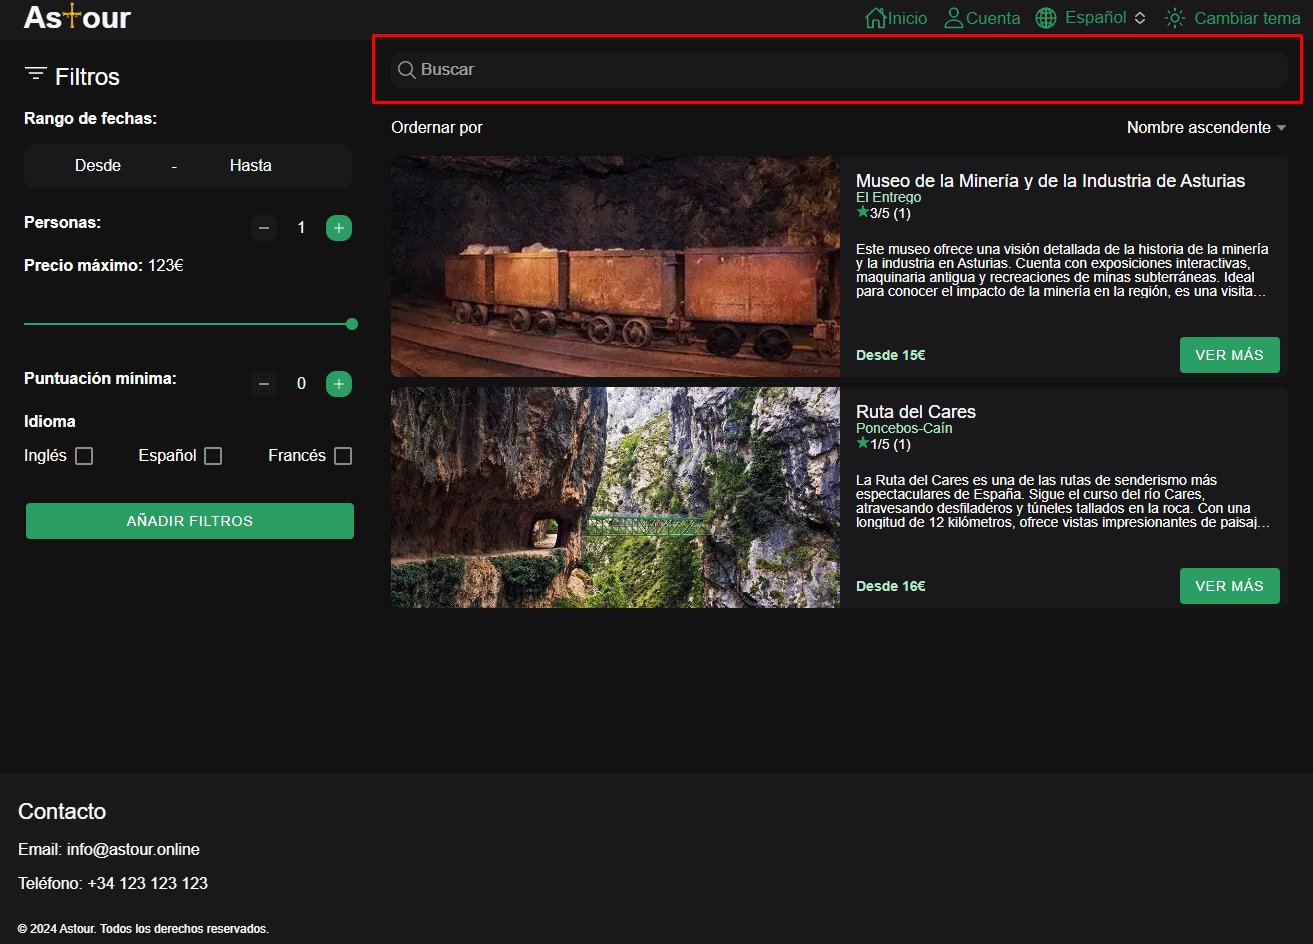 Astour
Inicio
Cuenta
Español
Cambiar tema
Filtros
Rango de fechas:
Desde - Hasta
Personas:
1
Precio máximo: 123€
Puntuación mínima:
0
Idioma
Inglés
Español
Francés
AÑADIR FILTROS
Buscar
Ordernar por
Nombre ascendente
Museo de la Minería y de la Industria de Asturias
El Entrego
3/5 (1)
Este museo ofrece una visión detallada de la historia de la minería
y la industria en Asturias. Cuenta con exposiciones interactivas,
maquinaria antigua y recreaciones de minas subterráneas. Ideal
para conocer el impacto de la minería en la región, es una visita…
Desde 15€
VER MÁS
Ruta del Cares
Poncebos-Caín
1/5 (1)
La Ruta del Cares es una de las rutas de senderismo más
espectaculares de España. Sigue el curso del río Cares,
atravesando desfiladeros y túneles tallados en la roca. Con una
longitud de 12 kilómetros, ofrece vistas impresionantes de paisaj…
Desde 16€
VER MÁS
Contacto
Email: info@astour.online
Teléfono: +34 123 123 123
© 2024 Astour. Todos los derechos reservados.